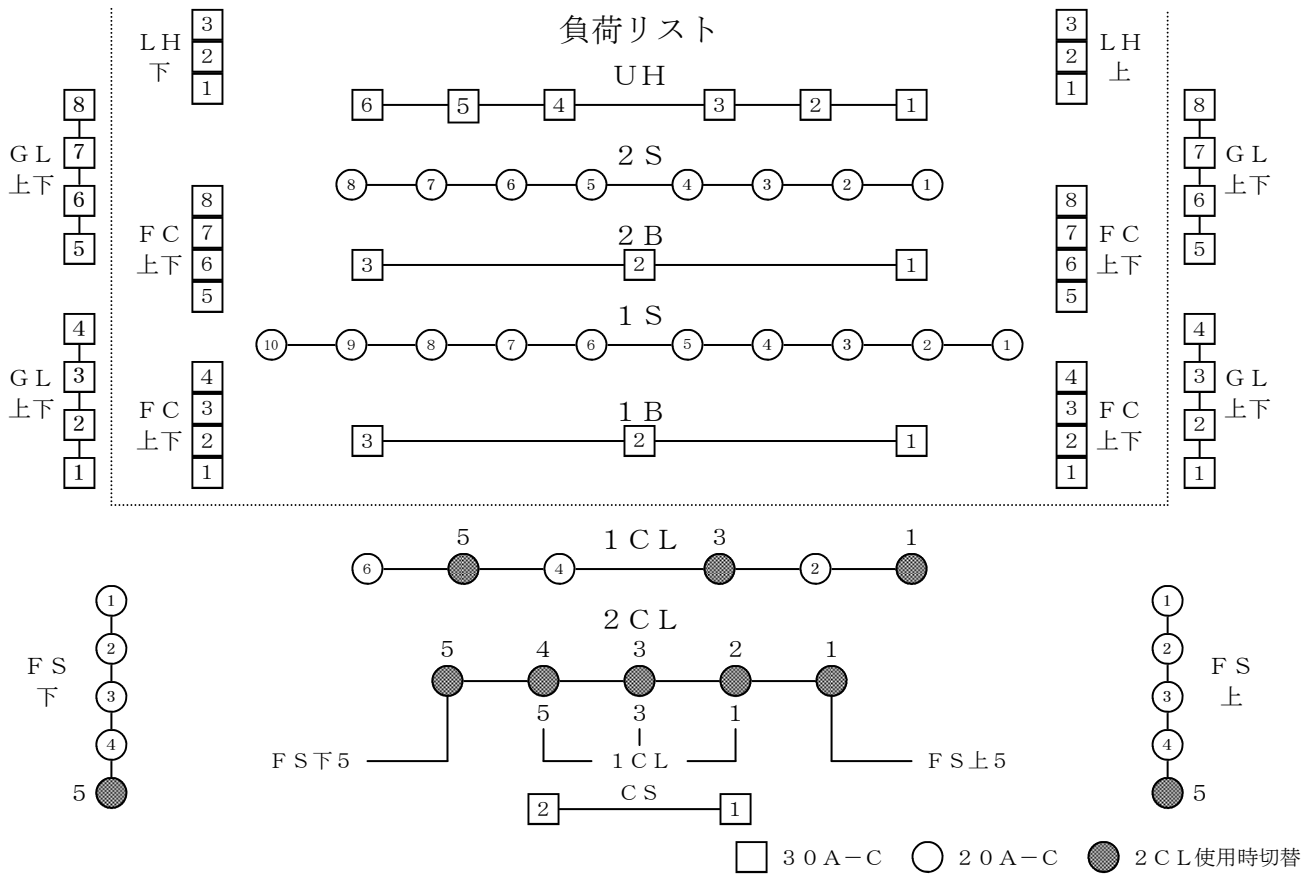 負荷リスト
LH
下
3
2
1
LH
上
3
2
1
UH
6 5 4 3 2 1
2S
⑧ ⑦ ⑥ ⑤ ④ ③ ② ①
2B
3 2 1
1S
⑩ ⑨ ⑧ ⑦ ⑥ ⑤ ④ ③ ② ①
1B
3 2 1
GL
上下
8
7
6
5
GL
上下
4
3
2
1
FC
上下
8
7
6
5
FC
上下
4
3
2
1
FC
上下
8
7
6
5
FC
上下
4
3
2
1
GL
上下
8
7
6
5
GL
上下
4
3
2
1
1CL
⑥ 5 ④ 3 ② 1
2CL
5 4 3 2 1
5 3 1
FS下5 1CL FS上5
CS
2 1
FS
下
①
②
③
④
5
FS
上
①
②
③
④
5
30A-C 20A-C 2CL使用時切替